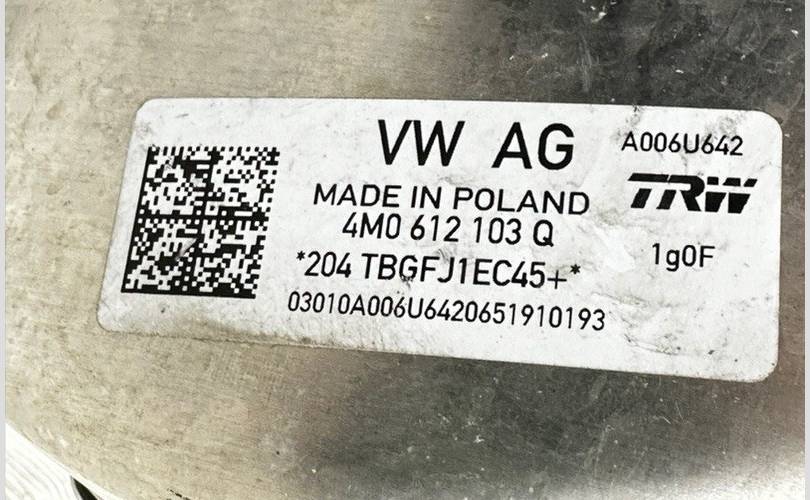 VW AG
A006U642
TRW
MADE IN POLAND
4M0 612 103 Q
1g0F
*204 TBGFJ1EC45+*
03010A006U6420651910193